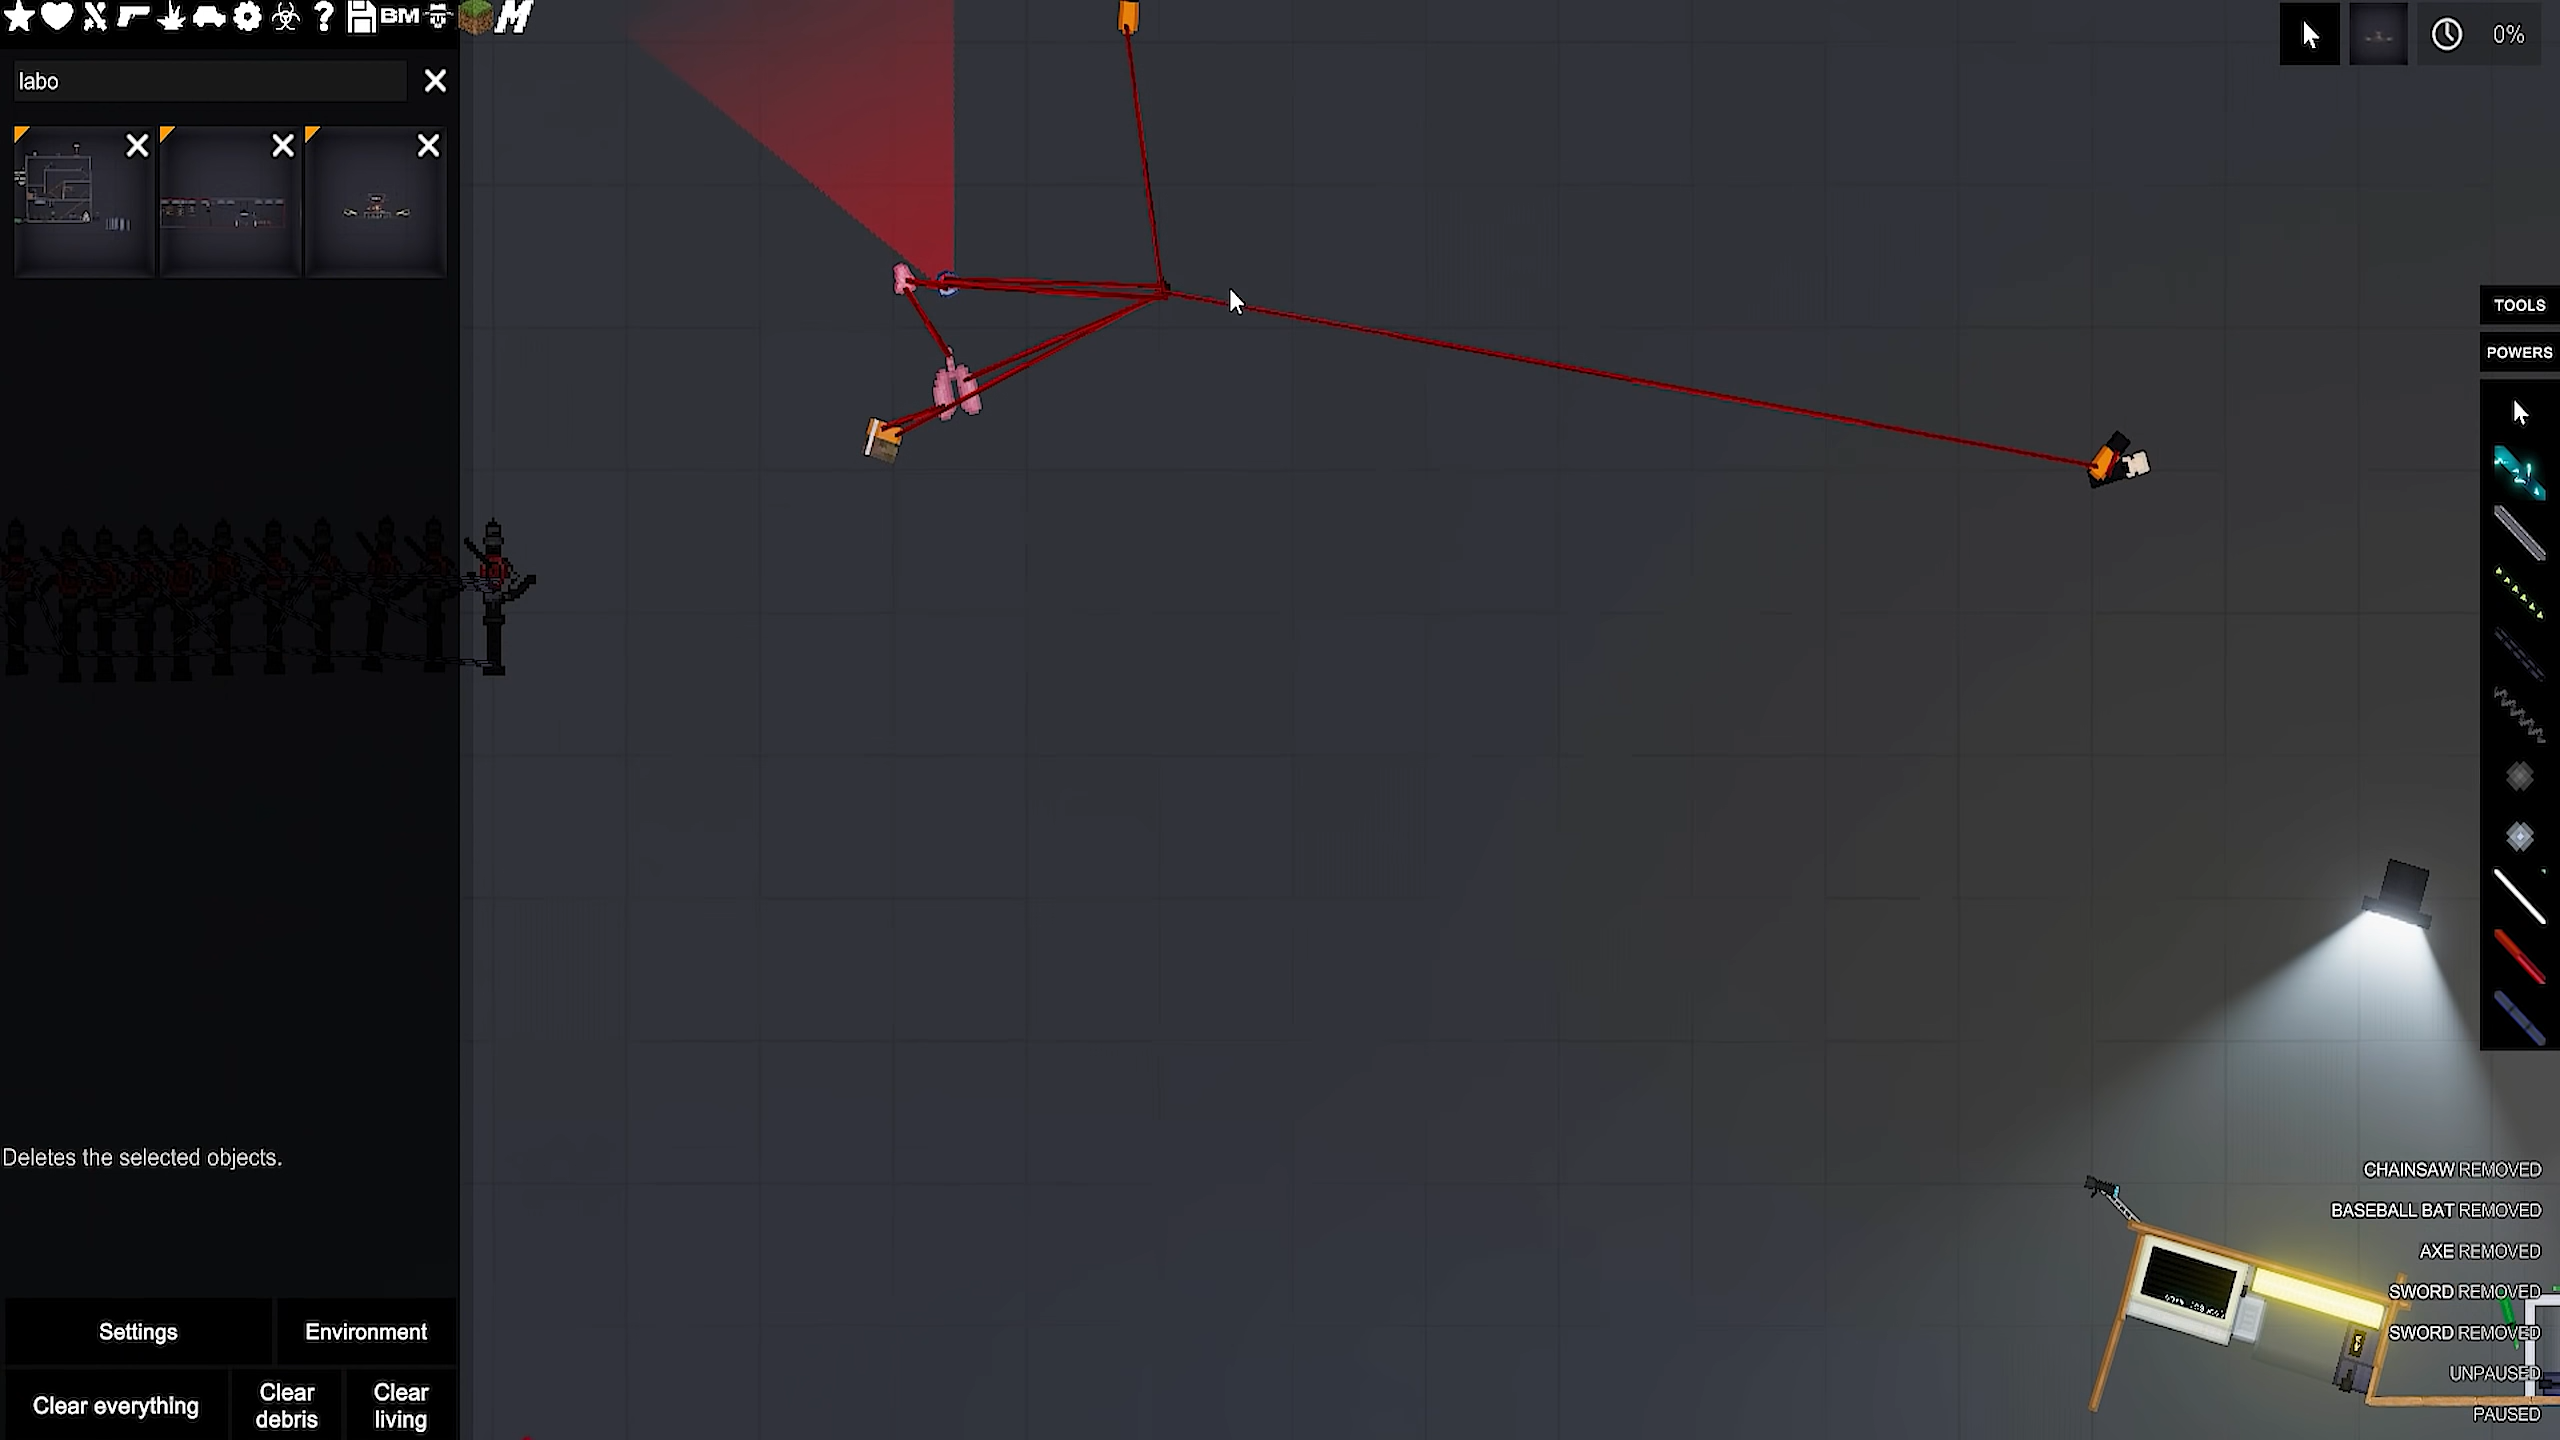 BM
M
labo
0%
TOOLS
POWERS
Deletes the selected objects.
CHAINSAW REMOVED
BASEBALL BAT REMOVED
AXE REMOVED
SWORD REMOVED
SWORD REMOVED
UNPAUSED
PAUSED
Settings
Environment
Clear everything
Clear
debris
Clear
living